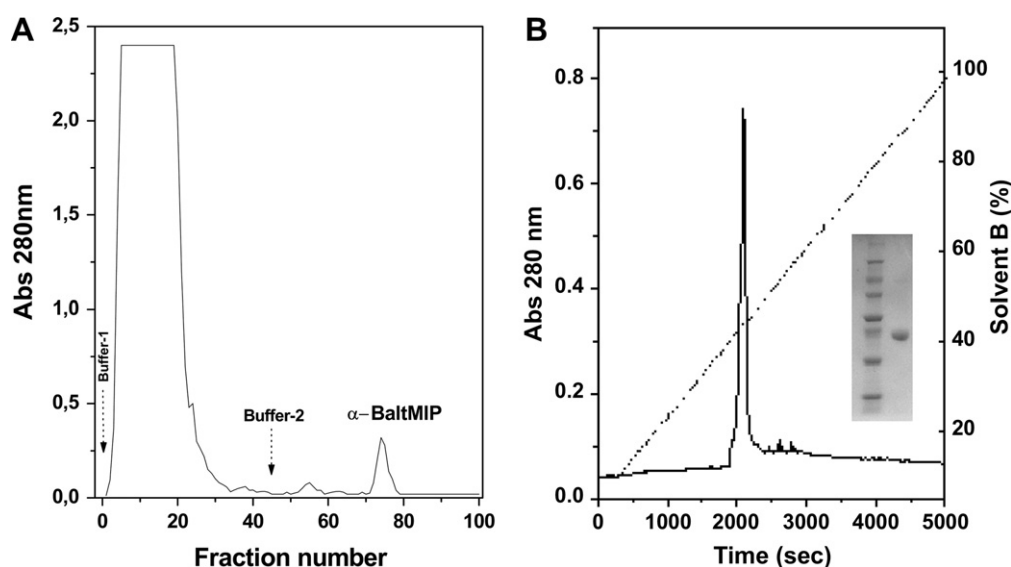 A
2,5
2,0
1,5
1,0
0,5
0,0
Abs 280nm
Buffer-1
Buffer-2
α−BaltMIP
0
20
40
60
80
100
Fraction number
B
0.8
0.6
0.4
0.2
0.0
Abs 280 nm
100
80
60
40
20
Solvent B (%)
0
1000
2000
3000
4000
5000
Time (sec)